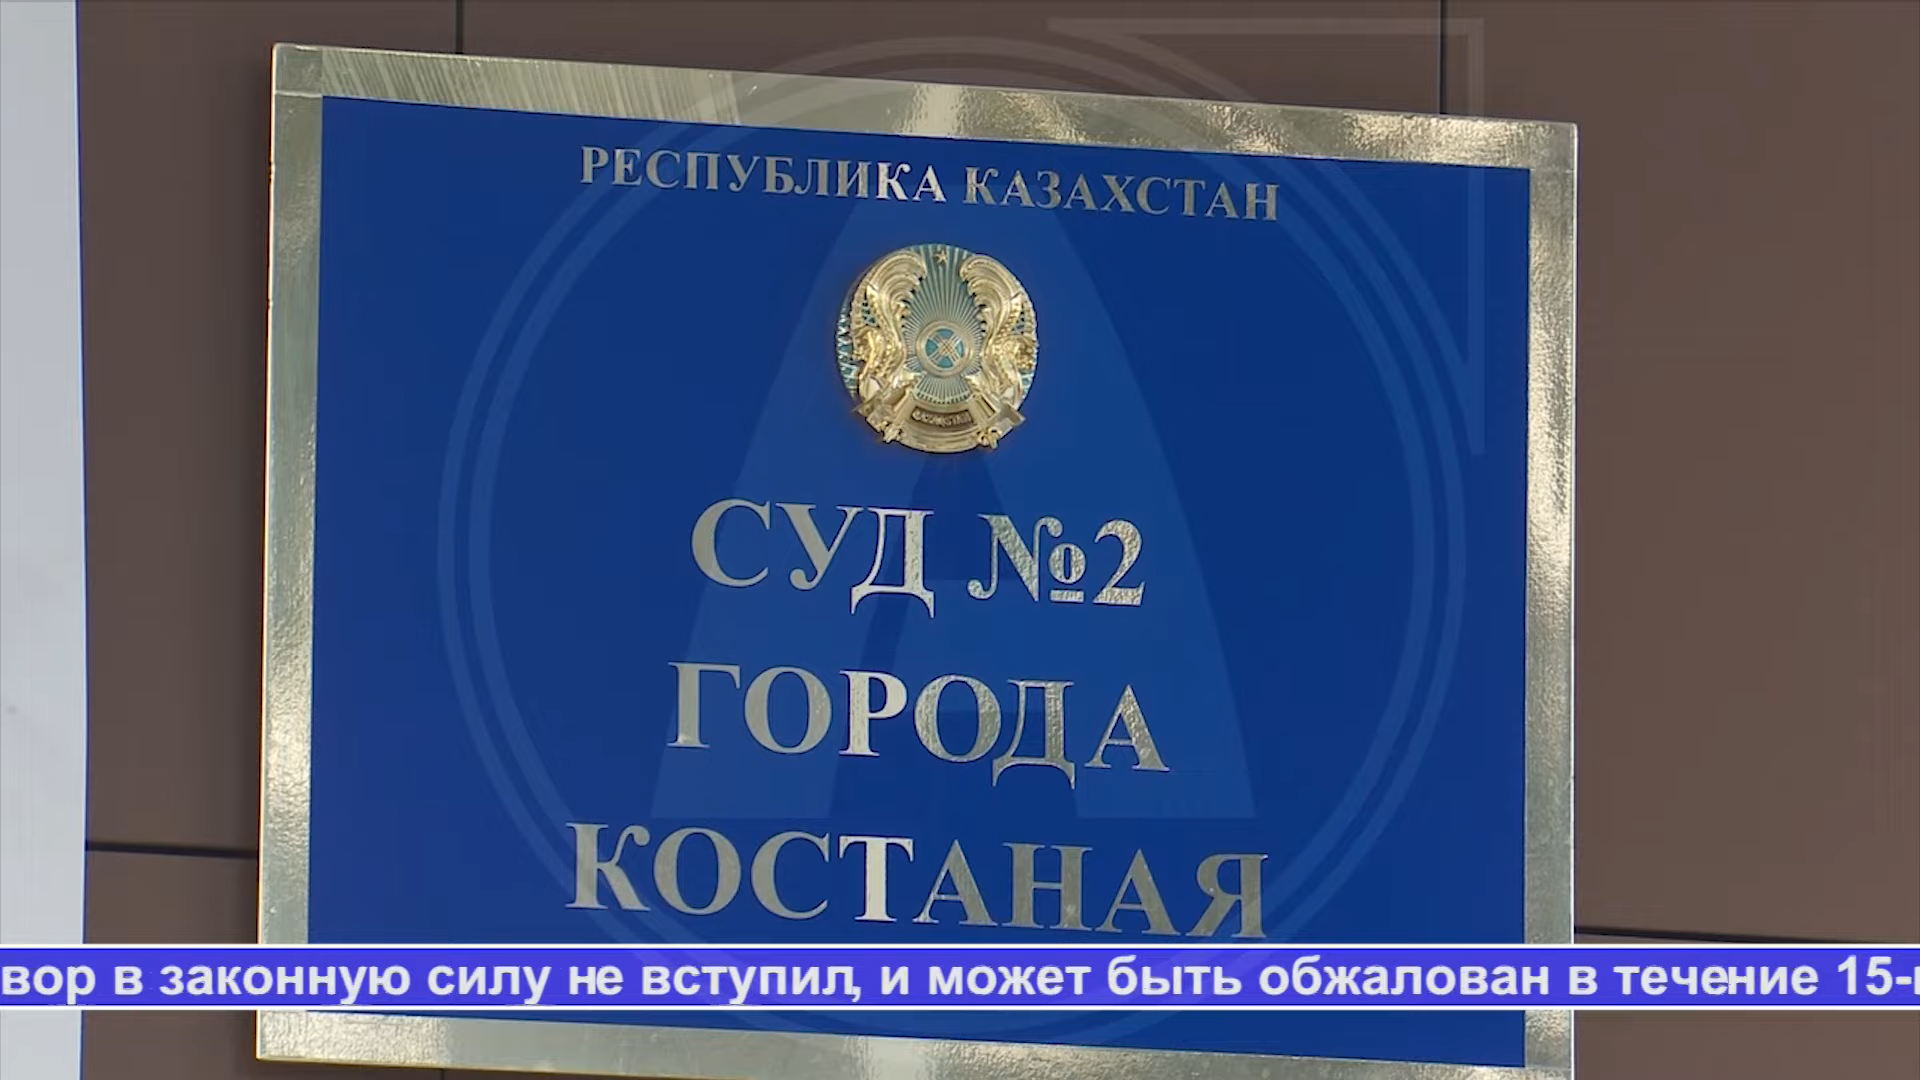 РЕСПУБЛИКА КАЗАХСТАН
СУД №2
ГОРОДА
КОСТАНАЯ
вор в законную силу не вступил, и может быть обжалован в течение 15-